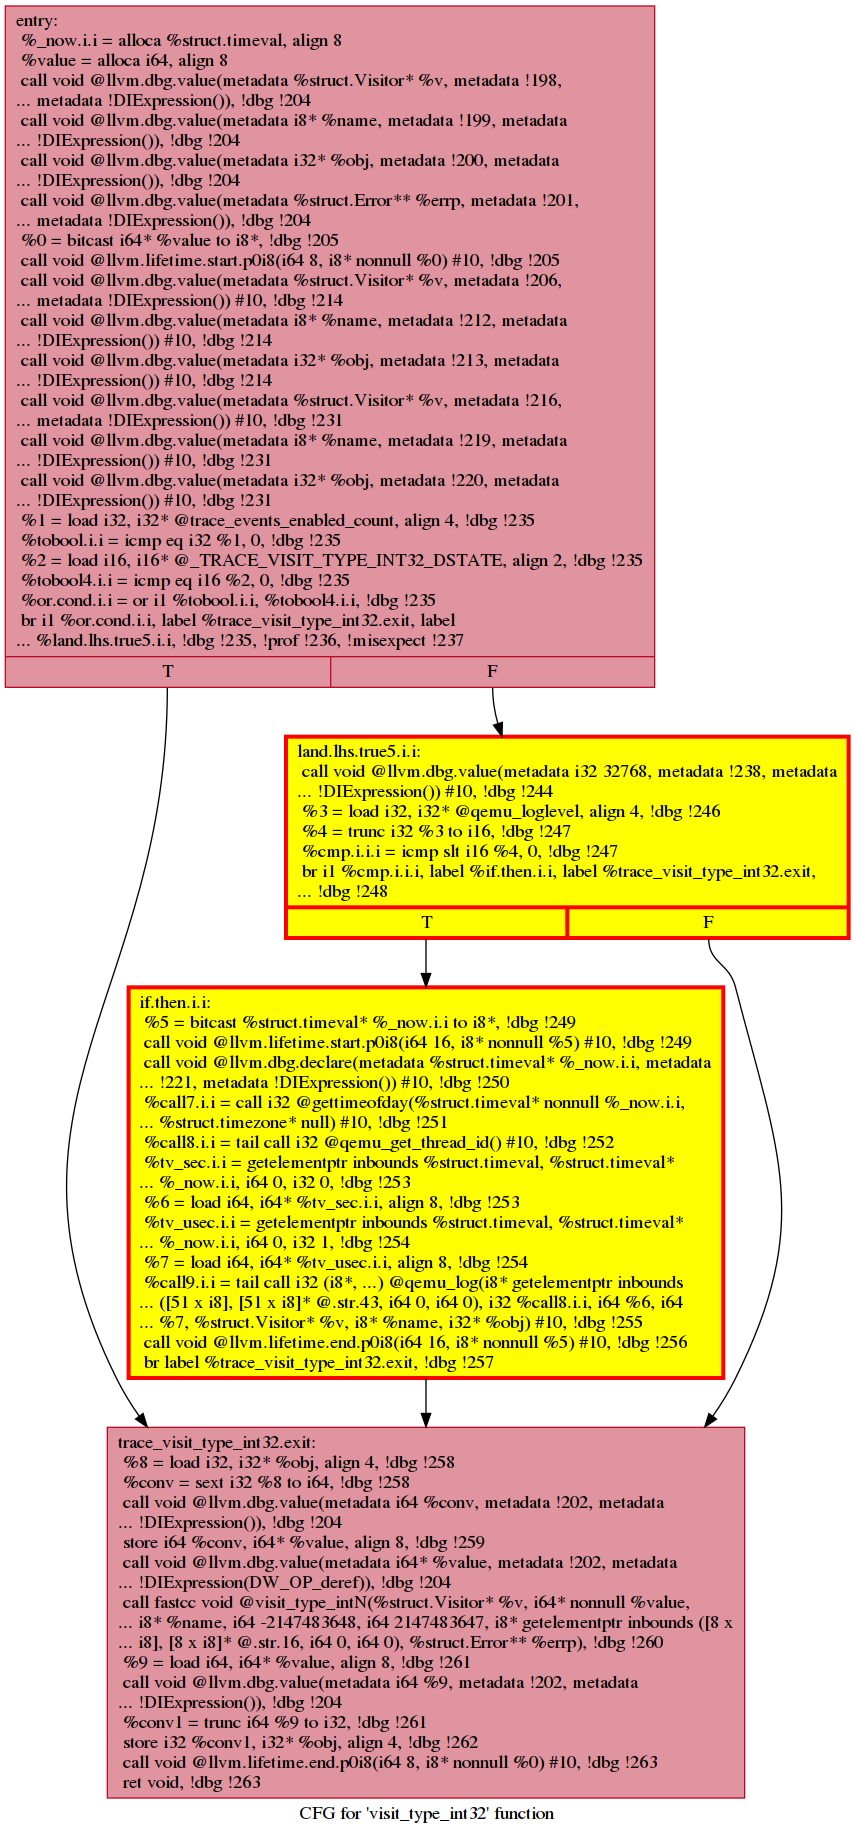 entry:
%_now.i.i = alloca %struct.timeval, align 8
%value = alloca i64, align 8
call void @llvm.dbg.value(metadata %struct.Visitor* %v, metadata !198,
... metadata !DIExpression()), !dbg !204
call void @llvm.dbg.value(metadata i8* %name, metadata !199, metadata
... !DIExpression()), !dbg !204
call void @llvm.dbg.value(metadata i32* %obj, metadata !200, metadata
... !DIExpression()), !dbg !204
call void @llvm.dbg.value(metadata %struct.Error** %errp, metadata !201,
... metadata !DIExpression()), !dbg !204
%0 = bitcast i64* %value to i8*, !dbg !205
call void @llvm.lifetime.start.p0i8(i64 8, i8* nonnull %0) #10, !dbg !205
call void @llvm.dbg.value(metadata %struct.Visitor* %v, metadata !206,
... metadata !DIExpression()) #10, !dbg !214
call void @llvm.dbg.value(metadata i8* %name, metadata !212, metadata
... !DIExpression()) #10, !dbg !214
call void @llvm.dbg.value(metadata i32* %obj, metadata !213, metadata
... !DIExpression()) #10, !dbg !214
call void @llvm.dbg.value(metadata %struct.Visitor* %v, metadata !216,
... metadata !DIExpression()) #10, !dbg !231
call void @llvm.dbg.value(metadata i8* %name, metadata !219, metadata
... !DIExpression()) #10, !dbg !231
call void @llvm.dbg.value(metadata i32* %obj, metadata !220, metadata
... !DIExpression()) #10, !dbg !231
%1 = load i32, i32* @trace_events_enabled_count, align 4, !dbg !235
%tobool.i.i = icmp eq i32 %1, 0, !dbg !235
%2 = load i16, i16* @_TRACE_VISIT_TYPE_INT32_DSTATE, align 2, !dbg !235
%tobool4.i.i = icmp eq i16 %2, 0, !dbg !235
%or.cond.i.i = or i1 %tobool.i.i, %tobool4.i.i, !dbg !235
br i1 %or.cond.i.i, label %trace_visit_type_int32.exit, label
... %land.lhs.true5.i.i, !dbg !235, !prof !236, !misexpect !237
T
F
land.lhs.true5.i.i:
call void @llvm.dbg.value(metadata i32 32768, metadata !238, metadata
... !DIExpression()) #10, !dbg !244
%3 = load i32, i32* @qemu_loglevel, align 4, !dbg !246
%4 = trunc i32 %3 to i16, !dbg !247
%cmp.i.i.i = icmp slt i16 %4, 0, !dbg !247
br i1 %cmp.i.i.i, label %if.then.i.i, label %trace_visit_type_int32.exit,
... !dbg !248
T
F
if.then.i.i:
%5 = bitcast %struct.timeval* %_now.i.i to i8*, !dbg !249
call void @llvm.lifetime.start.p0i8(i64 16, i8* nonnull %5) #10, !dbg !249
call void @llvm.dbg.declare(metadata %struct.timeval* %_now.i.i, metadata
... !221, metadata !DIExpression()) #10, !dbg !250
%call7.i.i = call i32 @gettimeofday(%struct.timeval* nonnull %_now.i.i,
... %struct.timezone* null) #10, !dbg !251
%call8.i.i = tail call i32 @qemu_get_thread_id() #10, !dbg !252
%tv_sec.i.i = getelementptr inbounds %struct.timeval, %struct.timeval*
... %_now.i.i, i64 0, i32 0, !dbg !253
%6 = load i64, i64* %tv_sec.i.i, align 8, !dbg !253
%tv_usec.i.i = getelementptr inbounds %struct.timeval, %struct.timeval*
... %_now.i.i, i64 0, i32 1, !dbg !254
%7 = load i64, i64* %tv_usec.i.i, align 8, !dbg !254
%call9.i.i = tail call i32 (i8*, ...) @qemu_log(i8* getelementptr inbounds
... ([51 x i8], [51 x i8]* @.str.43, i64 0, i64 0), i32 %call8.i.i, i64 %6, i64
... %7, %struct.Visitor* %v, i8* %name, i32* %obj) #10, !dbg !255
call void @llvm.lifetime.end.p0i8(i64 16, i8* nonnull %5) #10, !dbg !256
br label %trace_visit_type_int32.exit, !dbg !257
trace_visit_type_int32.exit:
%8 = load i32, i32* %obj, align 4, !dbg !258
%conv = sext i32 %8 to i64, !dbg !258
call void @llvm.dbg.value(metadata i64 %conv, metadata !202, metadata
... !DIExpression()), !dbg !204
store i64 %conv, i64* %value, align 8, !dbg !259
call void @llvm.dbg.value(metadata i64* %value, metadata !202, metadata
... !DIExpression(DW_OP_deref)), !dbg !204
call fastcc void @visit_type_intN(%struct.Visitor* %v, i64* nonnull %value,
... i8* %name, i64 -2147483648, i64 2147483647, i8* getelementptr inbounds ([8 x
... i8], [8 x i8]* @.str.16, i64 0, i64 0), %struct.Error** %errp), !dbg !260
%9 = load i64, i64* %value, align 8, !dbg !261
call void @llvm.dbg.value(metadata i64 %9, metadata !202, metadata
... !DIExpression()), !dbg !204
%conv1 = trunc i64 %9 to i32, !dbg !261
store i32 %conv1, i32* %obj, align 4, !dbg !262
call void @llvm.lifetime.end.p0i8(i64 8, i8* nonnull %0) #10, !dbg !263
ret void, !dbg !263
CFG for 'visit_type_int32' function